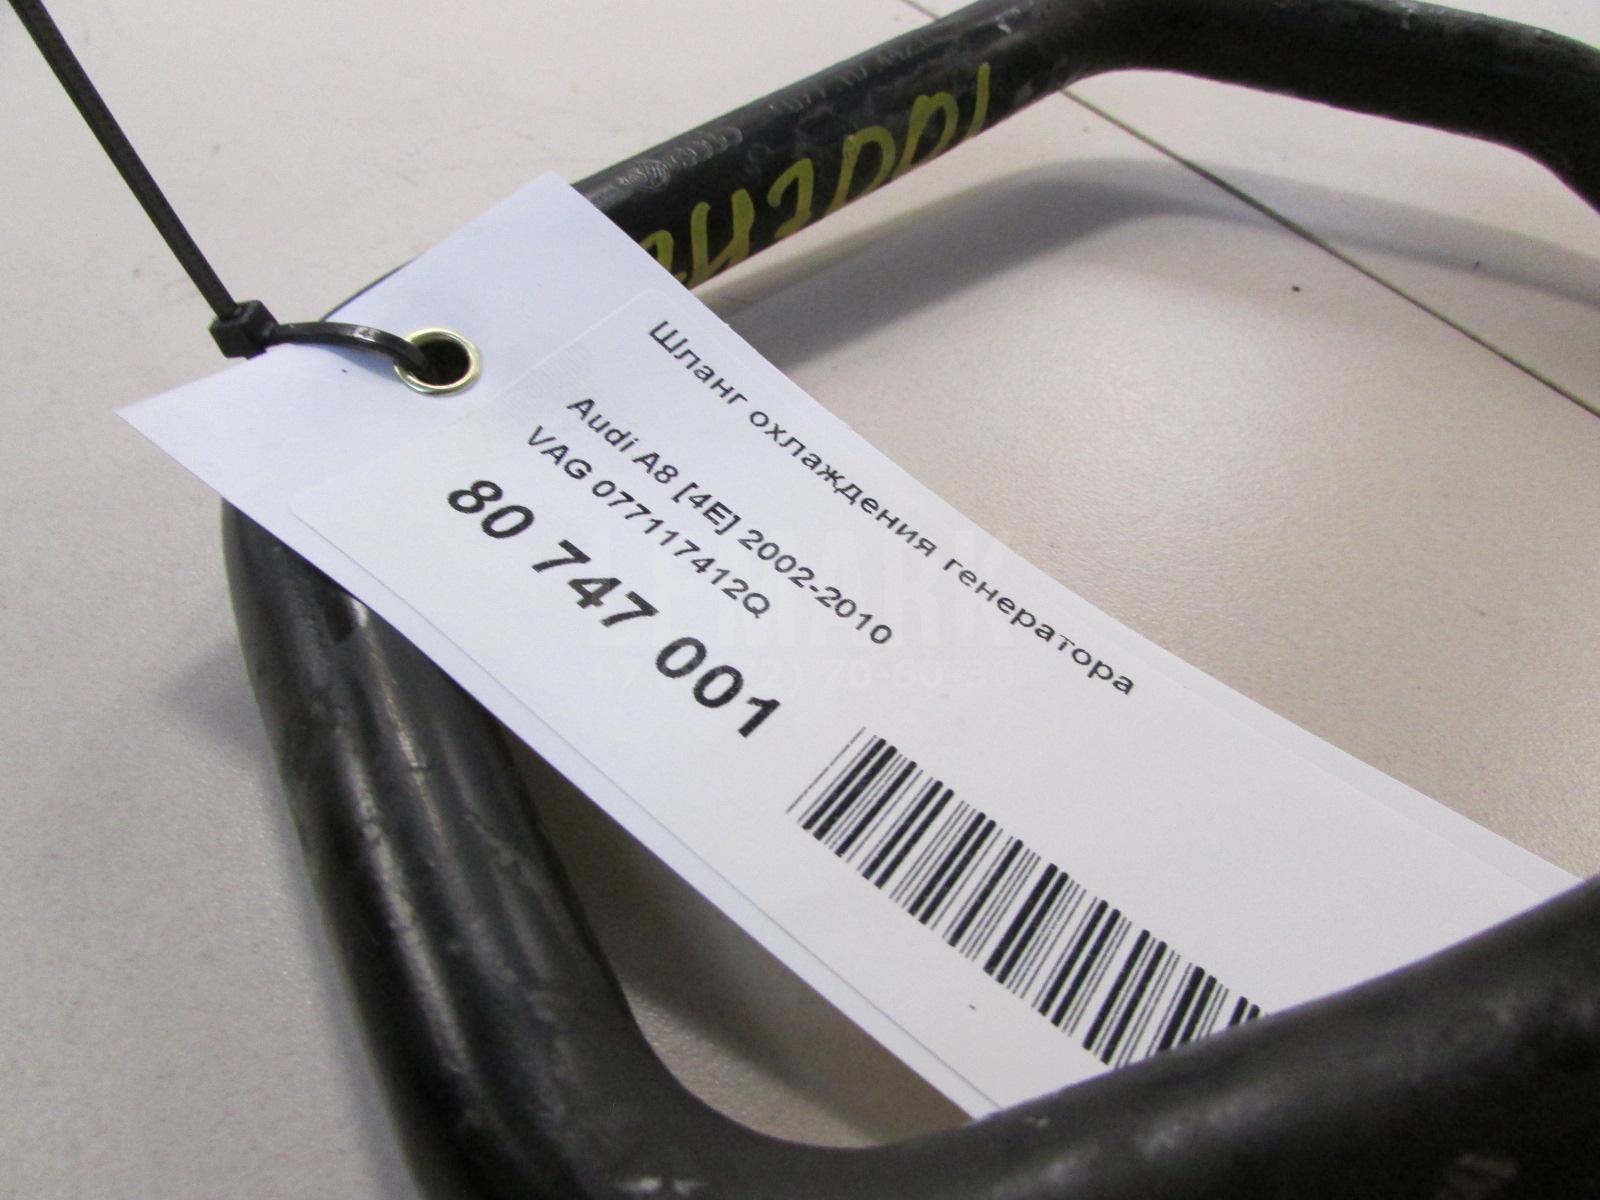 Шланг охлаждения генератора
Audi A8 [4E] 2002-2010
VAG 077117412Q
80 747 001